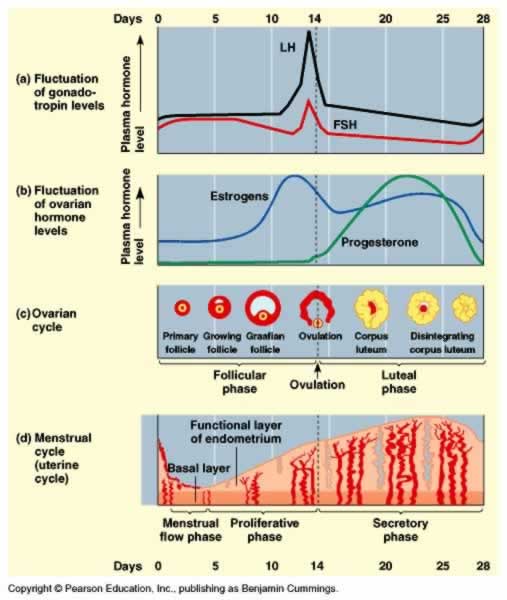 Days 0 5 10 14 20 25 28
(a) Fluctuation
of gonado-
tropin levels
Plasma hormone
level
LH
FSH
(b) Fluctuation
of ovarian
hormone
levels
Plasma hormone
level
Estrogens
Progesterone
(c) Ovarian
cycle
Primary
follicle
Growing
follicle
Graafian
follicle
Ovulation
Corpus
luteum
Disintegrating
corpus luteum
Follicular
phase
Ovulation
Luteal
phase
(d) Menstrual
cycle
(uterine
cycle)
Functional layer
of endometrium
Basal layer
Menstrual
flow phase
Proliferative
phase
Secretory
phase
Days 0 5 10 14 20 25 28
Copyright © Pearson Education, Inc., publishing as Benjamin Cummings.